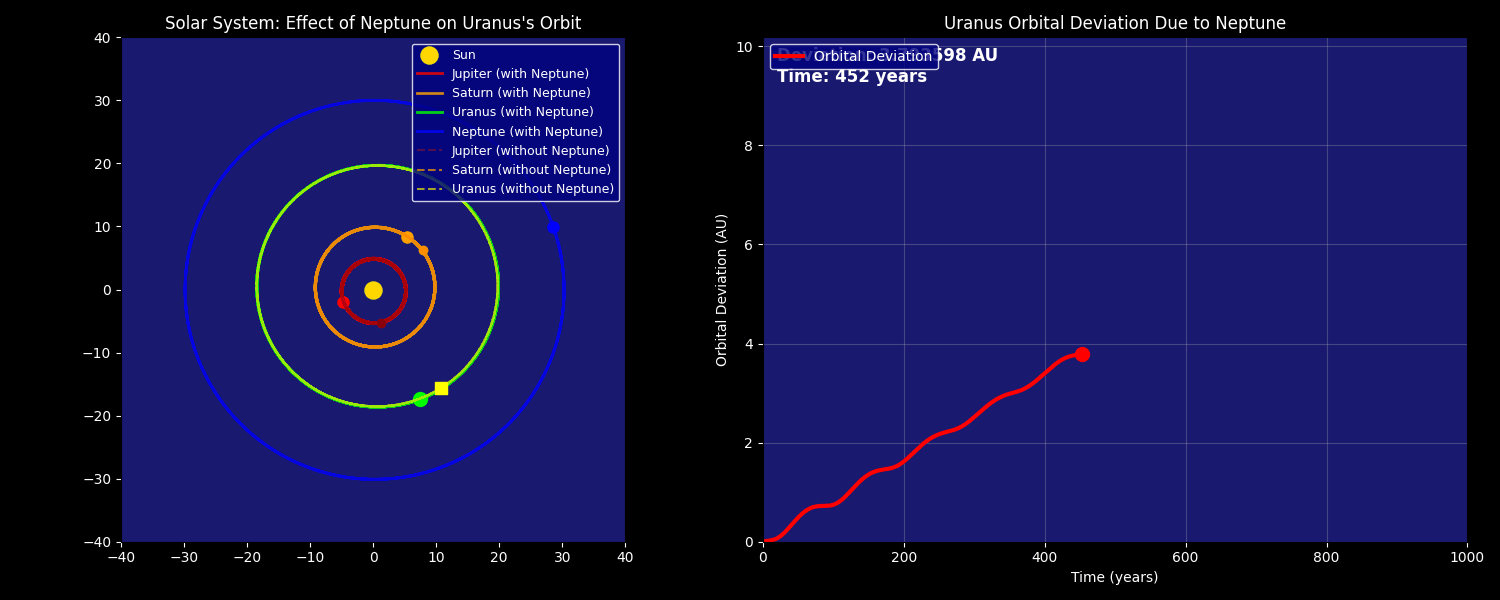 Solar System: Effect of Neptune on Uranus's Orbit
40
30
20
10
0
−10
−20
−30
−40
−40
−30
−20
−10
0
10
20
30
40
Sun
Jupiter (with Neptune)
Saturn (with Neptune)
Uranus (with Neptune)
Neptune (with Neptune)
Jupiter (without Neptune)
Saturn (without Neptune)
Uranus (without Neptune)
Uranus Orbital Deviation Due to Neptune
Orbital Deviation
598 AU
Time: 452 years
Orbital Deviation (AU)
10
8
6
4
2
0
0
200
400
600
800
1000
Time (years)